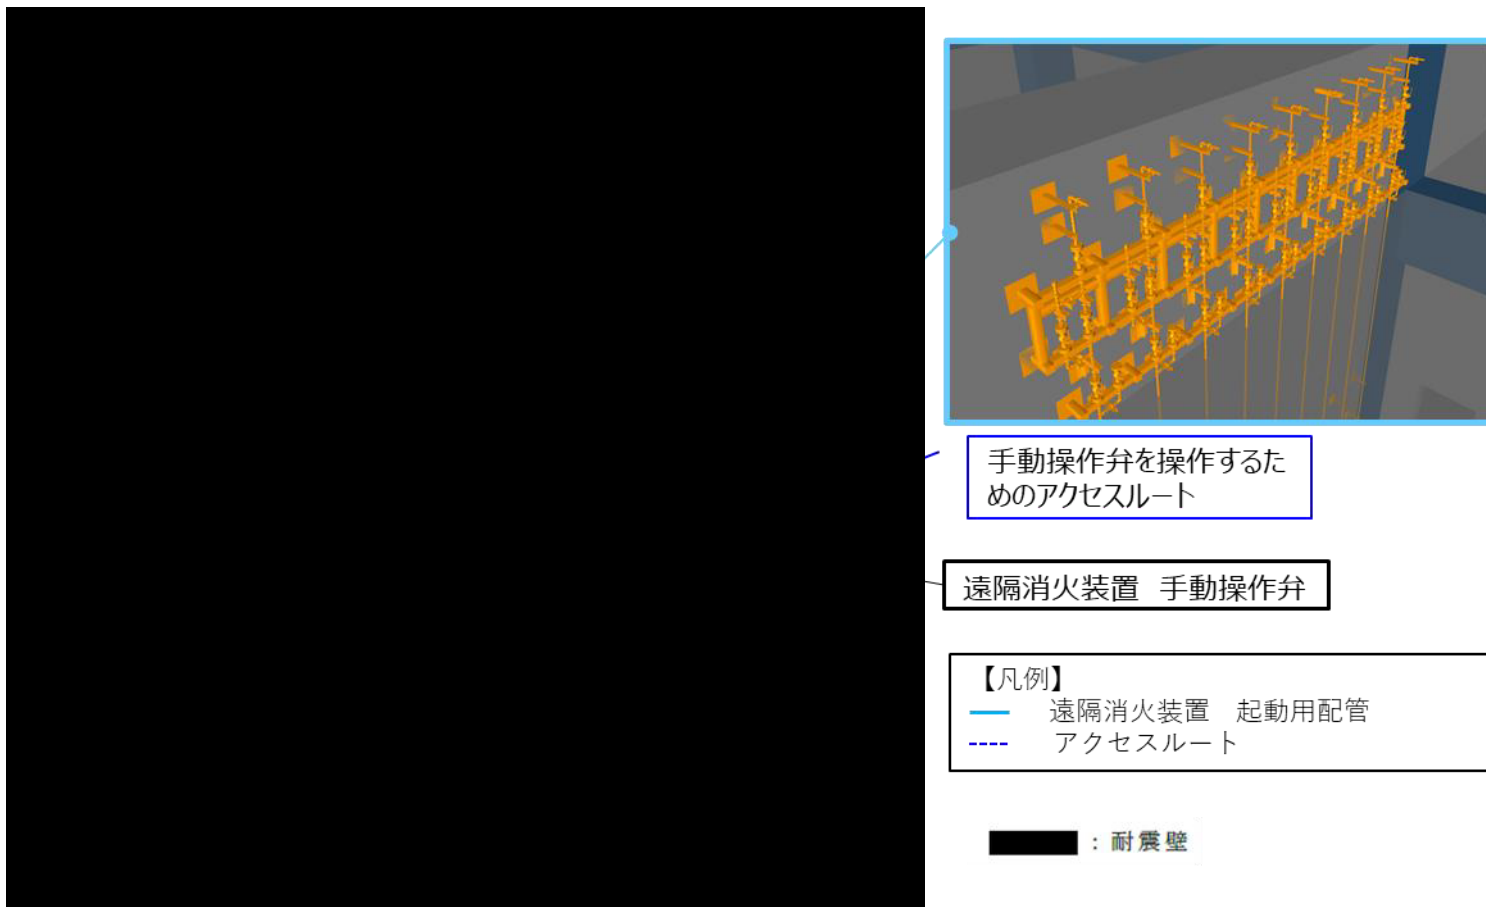 手動操作弁を操作するた
めのアクセスルート
遠隔消火装置　手動操作弁
【凡例】
遠隔消火装置　起動用配管
アクセスルート
：耐震壁